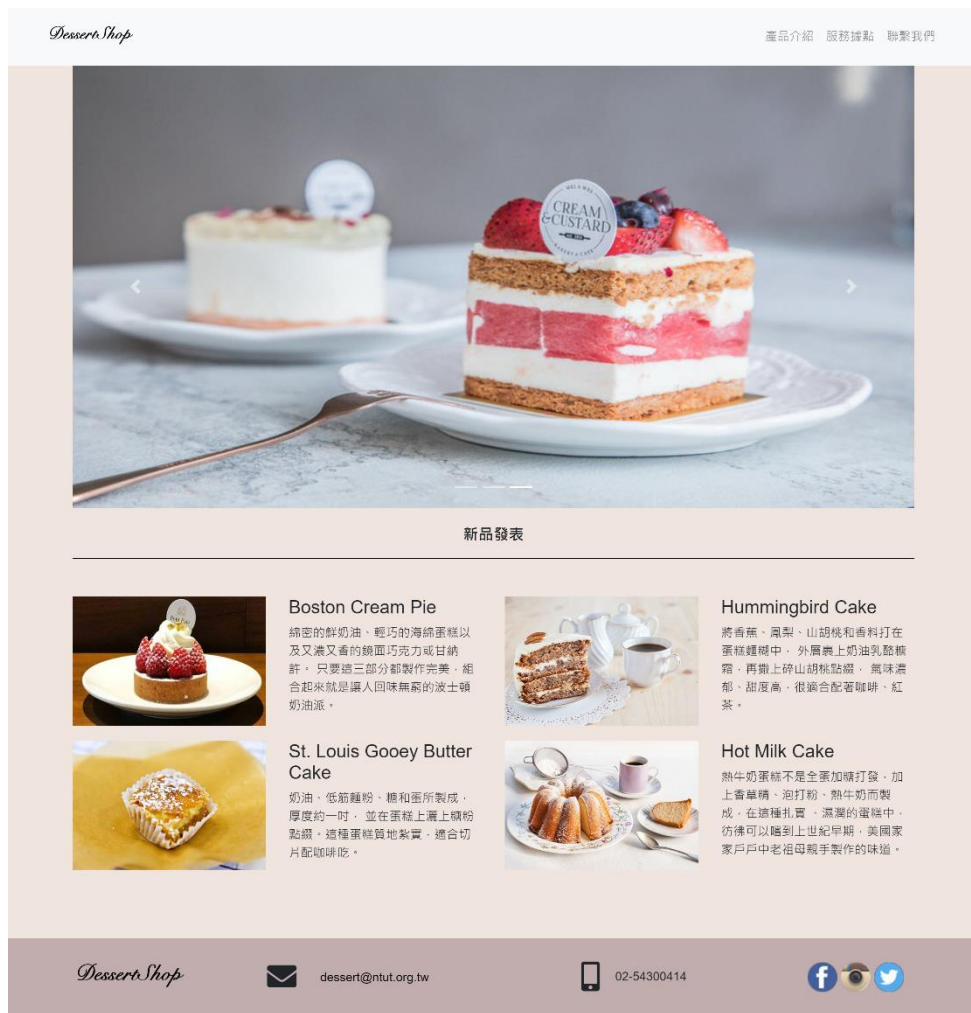 DessertShop
產品介紹 服務據點 聯繫我們
MEL & MEE
CREAM
&CUSTARD
BAKERY & CAFE
新品發表
Boston Cream Pie
綿密的鮮奶油、輕巧的海綿蛋糕以
及又濃又香的鏡面巧克力或甘納
許。 只要這三部分都製作完美,組
合起來就是讓人回味無窮的波士頓
奶油派。
Hummingbird Cake
將香蕉、鳳梨、山胡桃和香料打在
蛋糕麵糊中, 外層裹上奶油乳酪糖
霜,再撒上碎山胡桃點綴, 氣味濃
郁、甜度高,很適合配著咖啡、紅
茶。
St. Louis Gooey Butter
Cake
奶油、低筋麵粉、糖和蛋所製成,
厚度約一吋, 並在蛋糕上灑上糖粉
點綴。這種蛋糕質地紮實,適合切
片配咖啡吃。
Hot Milk Cake
熱牛奶蛋糕不是全蛋加糖打發,加
上香草精、泡打粉、熱牛奶而製
成,在這種扎實 、濕潤的蛋糕中,
彷彿可以嚐到上世紀早期,美國家
家戶戶中老祖母親手製作的味道。
DessertShop
dessert@ntut.org.tw
02-54300414